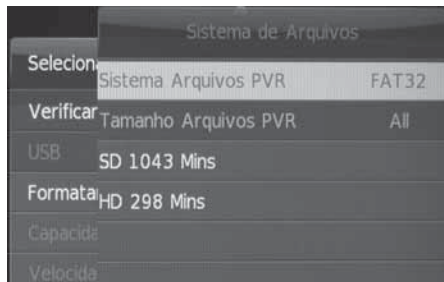 Sistema de Arquivos
Selecion
Sistema Arquivos PVR FAT32
Verificar
Tamanho Arquivos PVR All
USB
SD 1043 Mins
Formata
HD 298 Mins
Capacida
Velocida